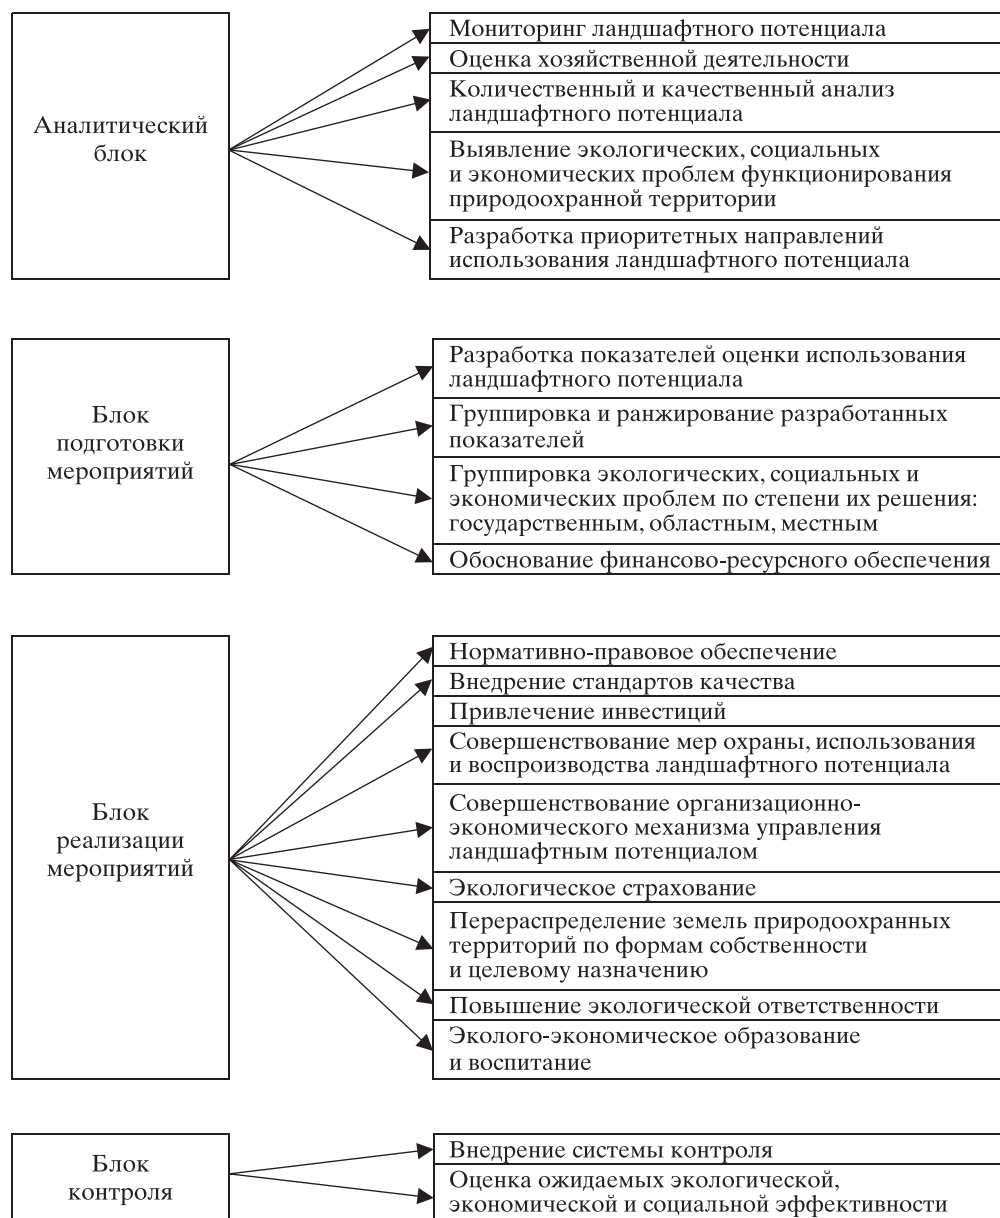 Аналитический
блок
Мониторинг ландшафтного потенциала
Оценка хозяйственной деятельности
Количественный и качественный анализ
ландшафтного потенциала
Выявление экологических, социальных
и экономических проблем функционирования
природоохранной территории
Разработка приоритетных направлений
использования ландшафтного потенциала
Блок
подготовки
мероприятий
Разработка показателей оценки использования
ландшафтного потенциала
Группировка и ранжирование разработанных
показателей
Группировка экологических, социальных и
экономических проблем по степени их решения:
государственным, областным, местным
Обоснование финансово-ресурсного обеспечения
Блок
реализации
мероприятий
Нормативно-правовое обеспечение
Внедрение стандартов качества
Привлечение инвестиций
Совершенствование мер охраны, использования
и воспроизводства ландшафтного потенциала
Совершенствование организационно-
экономического механизма управления
ландшафтным потенциалом
Экологическое страхование
Перераспределение земель природоохранных
территорий по формам собственности
и целевому назначению
Повышение экологической ответственности
Эколого-экономическое образование
и воспитание
Блок
контроля
Внедрение системы контроля
Оценка ожидаемых экологической,
экономической и социальной эффективности